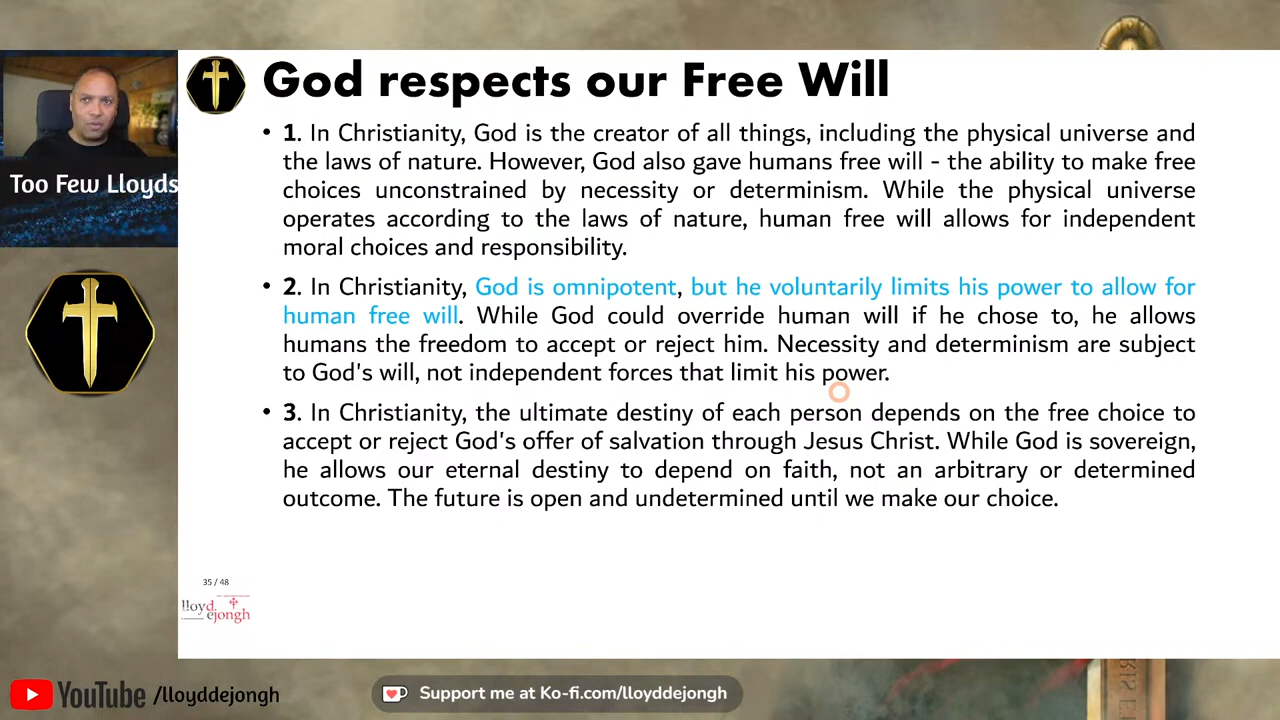 God respects our Free Will
• 1. In Christianity, God is the creator of all things, including the physical universe and
the laws of nature. However, God also gave humans free will - the ability to make free
choices unconstrained by necessity or determinism. While the physical universe
operates according to the laws of nature, human free will allows for independent
moral choices and responsibility.
• 2. In Christianity, God is omnipotent, but he voluntarily limits his power to allow for
human free will. While God could override human will if he chose to, he allows
humans the freedom to accept or reject him. Necessity and determinism are subject
to God's will, not independent forces that limit his power.
• 3. In Christianity, the ultimate destiny of each person depends on the free choice to
accept or reject God's offer of salvation through Jesus Christ. While God is sovereign,
he allows our eternal destiny to depend on faith, not an arbitrary or determined
outcome. The future is open and undetermined until we make our choice.
Too Few Lloyds
35 / 48
lloyd
ejongh
YouTube /lloyddejongh
Support me at Ko-fi.com/lloyddejongh